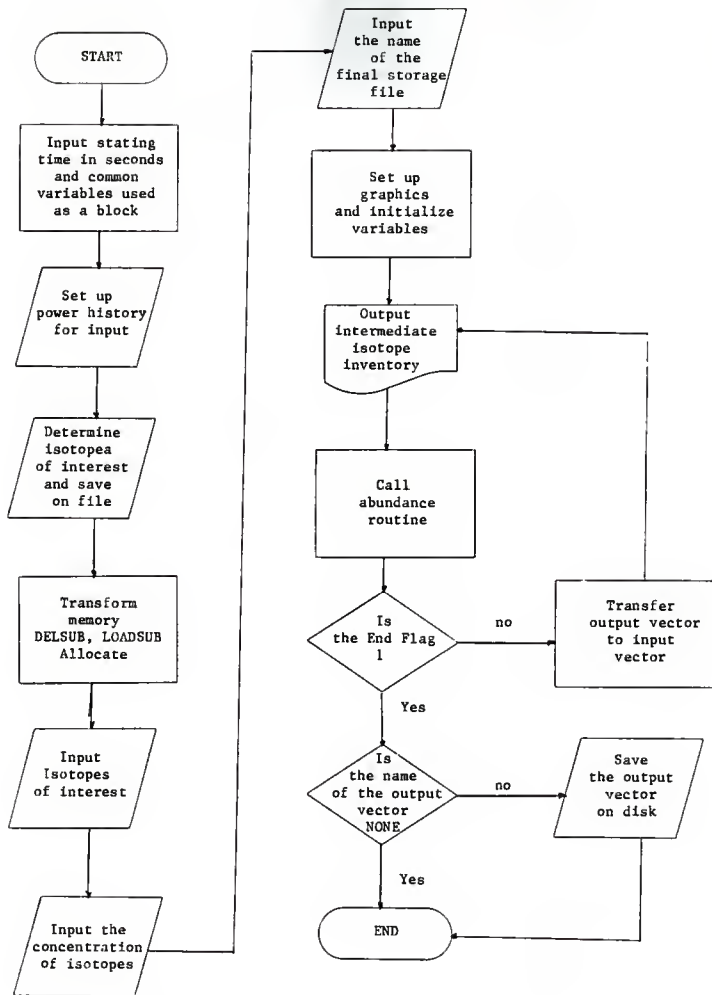 START
Input stating
time in seconds
and common
variables used
as a block
Set up
power history
for input
Determine
isotopea
of interest
and save
on file
Transform
memory
DELSUB, LOADSUB
Allocate
Input
Isotopes
of interest
Input the
concentration
of isotopes
Input
the name
of the
final storage
file
Set up
graphics
and initialize
variables
Output
intermediate
isotope
inventory
Call
abundance
routine
Is
the End Flag
1
no
Transfer
output vector
to input
vector
Yes
Is
the name
of the output
vector
NONE
no
Save
the output
vector
on disk
Yes
END